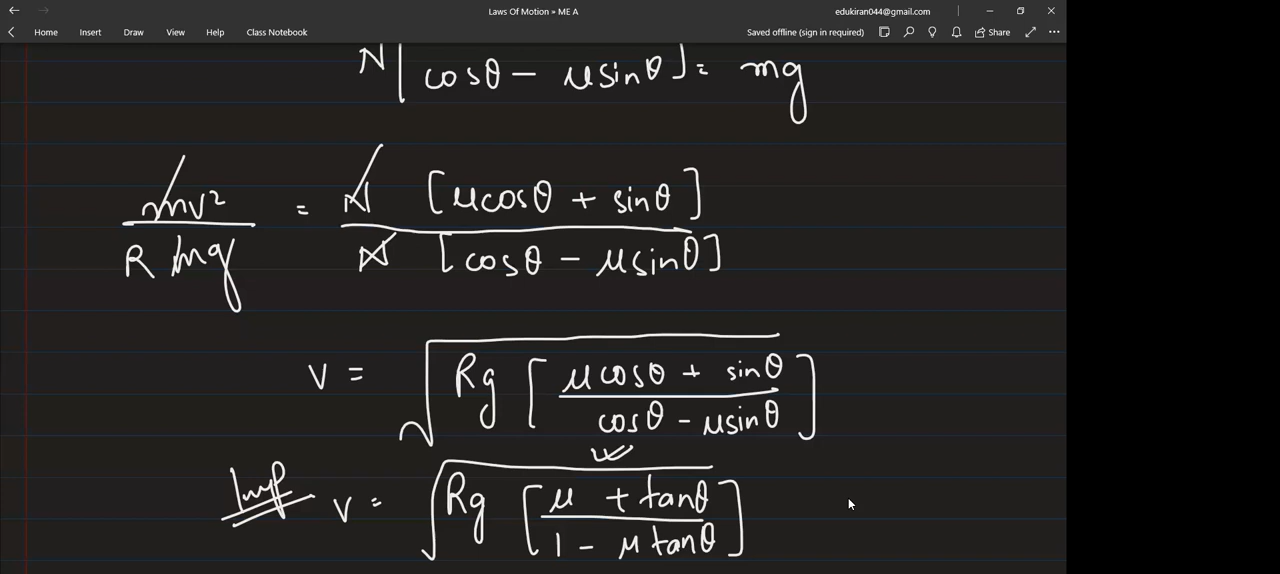 Laws Of Motion » ME A
edukiran044@gmail.com
Home Insert Draw View Help Class Notebook
Saved offline (sign in required) Share
N[cosθ − μsinθ] = mg
mv²/R mg = N [μcosθ + sinθ]/N [cosθ − μsinθ]
v = √Rg [μcosθ + sinθ/cosθ − μsinθ]
Imp v = √Rg [μ + tanθ/1 − μtanθ]